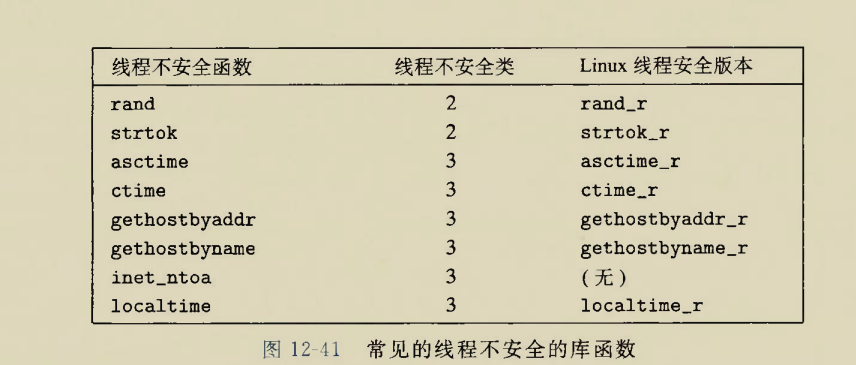 线程不安全函数 线程不安全类 Linux 线程安全版本
rand 2 rand_r
strtok 2 strtok_r
asctime 3 asctime_r
ctime 3 ctime_r
gethostbyaddr 3 gethostbyaddr_r
gethostbyname 3 gethostbyname_r
inet_ntoa 3 (无)
localtime 3 localtime_r
图 12-41 常见的线程不安全的库函数